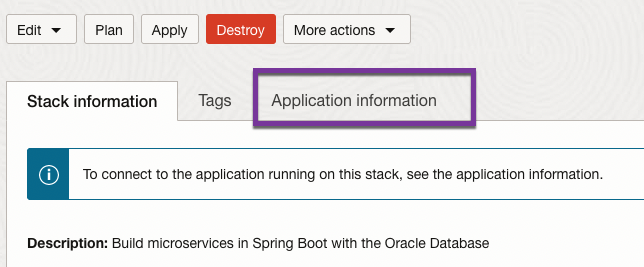 Edit Plan Apply Destroy More actions
Stack information Tags Application information
To connect to the application running on this stack, see the application information.
Description: Build microservices in Spring Boot with the Oracle Database